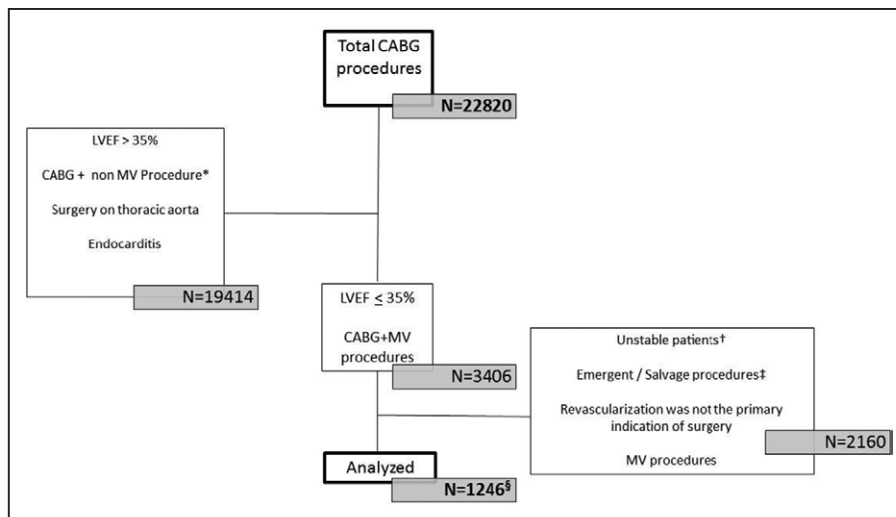 Total CABG
procedures
N=22820
LVEF > 35%
CABG + non MV Procedure*
Surgery on thoracic aorta
Endocarditis
N=19414
LVEF ≤ 35%
CABG+MV
procedures
N=3406
Unstable patients†
Emergent / Salvage procedures‡
Revascularization was not the primary
indication of surgery
MV procedures
N=2160
Analyzed
N=1246§